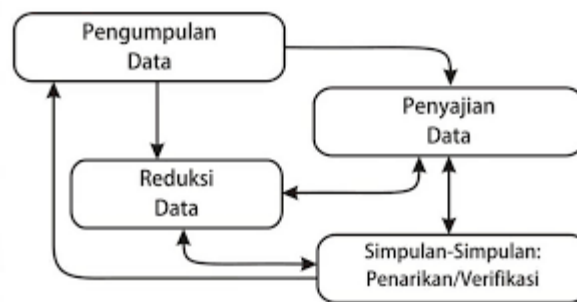 Pengumpulan
Data
Penyajian
Data
Reduksi
Data
Simpulan-Simpulan:
Penarikan/Verifikasi